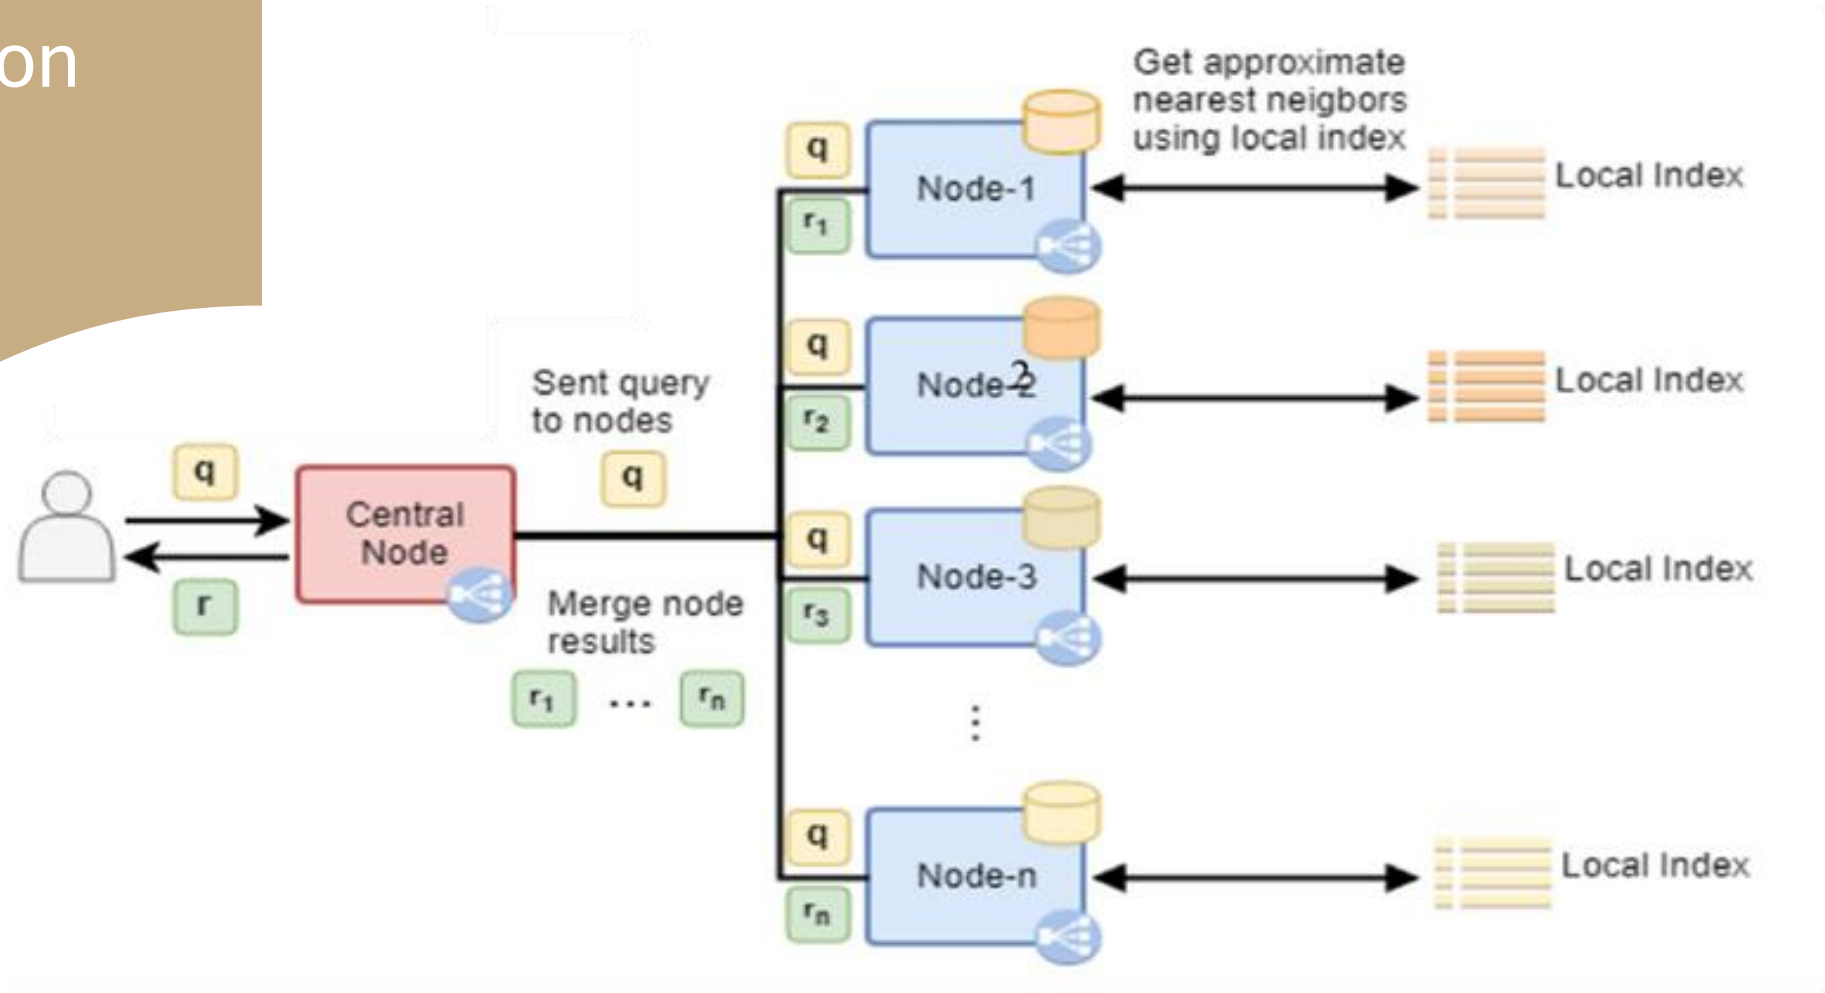 on
Get approximate
nearest neigbors
using local index
q
Node-1
r1
Local Index
q
Node-2
2
r2
Local Index
Sent query
to nodes
q
q
Central
Node
r
Merge node
results
r1 ... rn
q
Node-3
r3
Local Index
⋮
q
Node-n
rn
Local Index